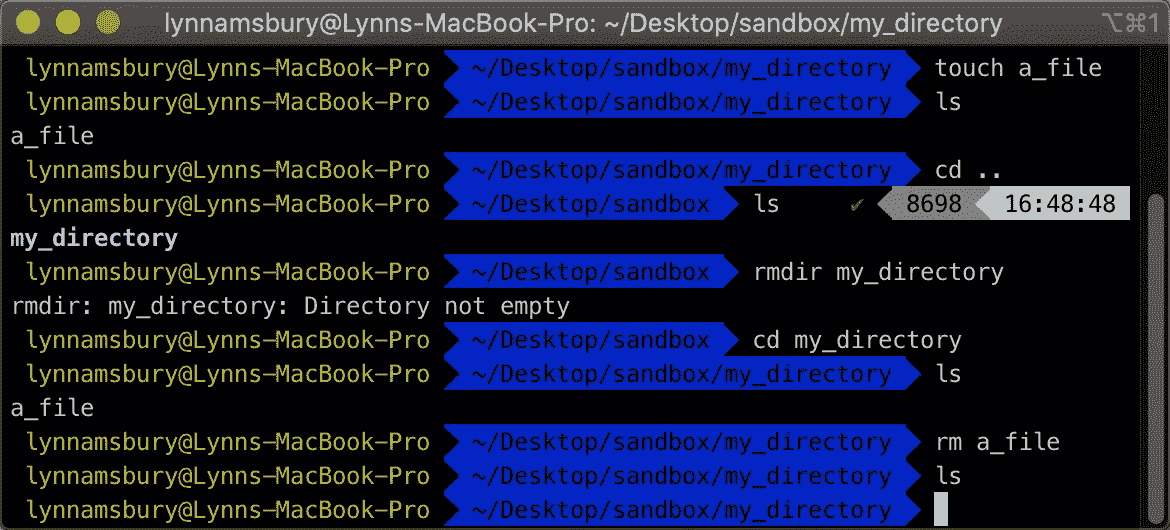 lynnamsbury@Lynns-MacBook-Pro: ~/Desktop/sandbox/my_directory ⌥⌘1
lynnamsbury@Lynns-MacBook-Pro ~/Desktop/sandbox/my_directory touch a_file
lynnamsbury@Lynns-MacBook-Pro ~/Desktop/sandbox/my_directory ls
a_file
lynnamsbury@Lynns-MacBook-Pro ~/Desktop/sandbox/my_directory cd ..
lynnamsbury@Lynns-MacBook-Pro ~/Desktop/sandbox ls ✓ 8698 16:48:48
my_directory
lynnamsbury@Lynns-MacBook-Pro ~/Desktop/sandbox rmdir my_directory
rmdir: my_directory: Directory not empty
lynnamsbury@Lynns-MacBook-Pro ~/Desktop/sandbox cd my_directory
lynnamsbury@Lynns-MacBook-Pro ~/Desktop/sandbox/my_directory ls
a_file
lynnamsbury@Lynns-MacBook-Pro ~/Desktop/sandbox/my_directory rm a_file
lynnamsbury@Lynns-MacBook-Pro ~/Desktop/sandbox/my_directory ls
lynnamsbury@Lynns-MacBook-Pro ~/Desktop/sandbox/my_directory